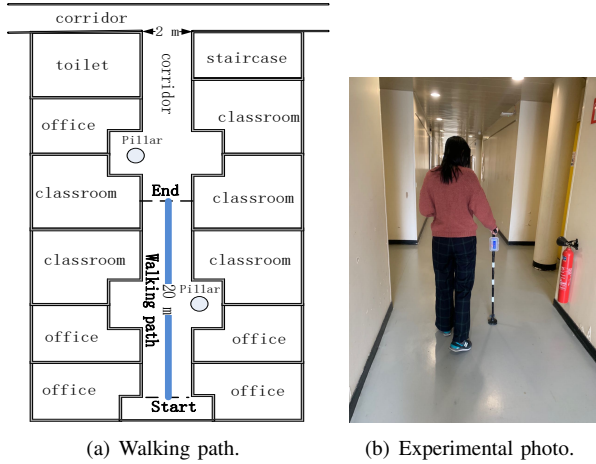 corridor
2 m
toilet
corridor
staircase
office
classroom
Pillar
classroom
End
classroom
classroom
Walking path
20 m
Pillar
classroom
office
office
office
Start
office
(a) Walking path.
(b) Experimental photo.